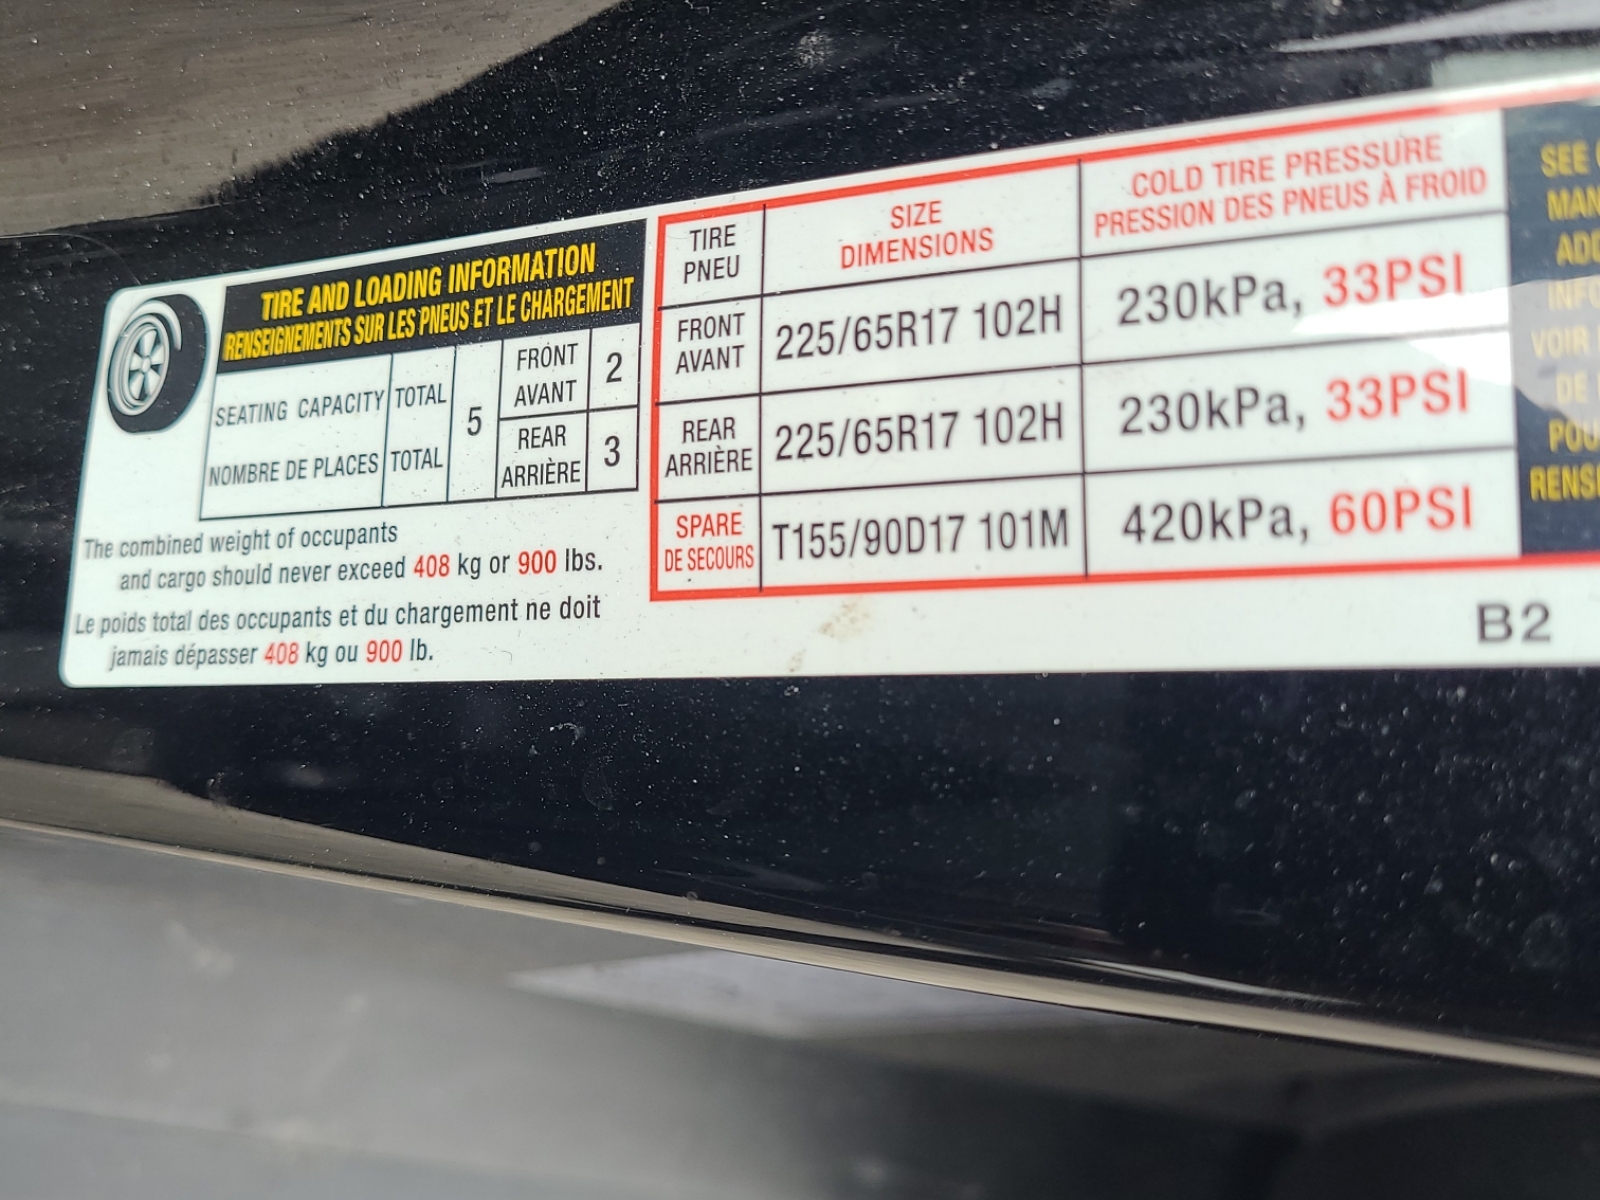 TIRE AND LOADING INFORMATION
RENSEIGNEMENTS SUR LES PNEUS ET LE CHARGEMENT
SEATING CAPACITY TOTAL
NOMBRE DE PLACES TOTAL
5
FRONT
AVANT
2
REAR
ARRIÈRE
3
The combined weight of occupants
and cargo should never exceed 408 kg or 900 lbs.
Le poids total des occupants et du chargement ne doit
jamais dépasser 408 kg ou 900 lb.
TIRE
PNEU
SIZE
DIMENSIONS
COLD TIRE PRESSURE
PRESSION DES PNEUS À FROID
FRONT
AVANT
225/65R17 102H
230kPa, 33PSI
REAR
ARRIÈRE
225/65R17 102H
230kPa, 33PSI
SPARE
DE SECOURS
T155/90D17 101M
420kPa, 60PSI
SEE
VOIR
DE
B2